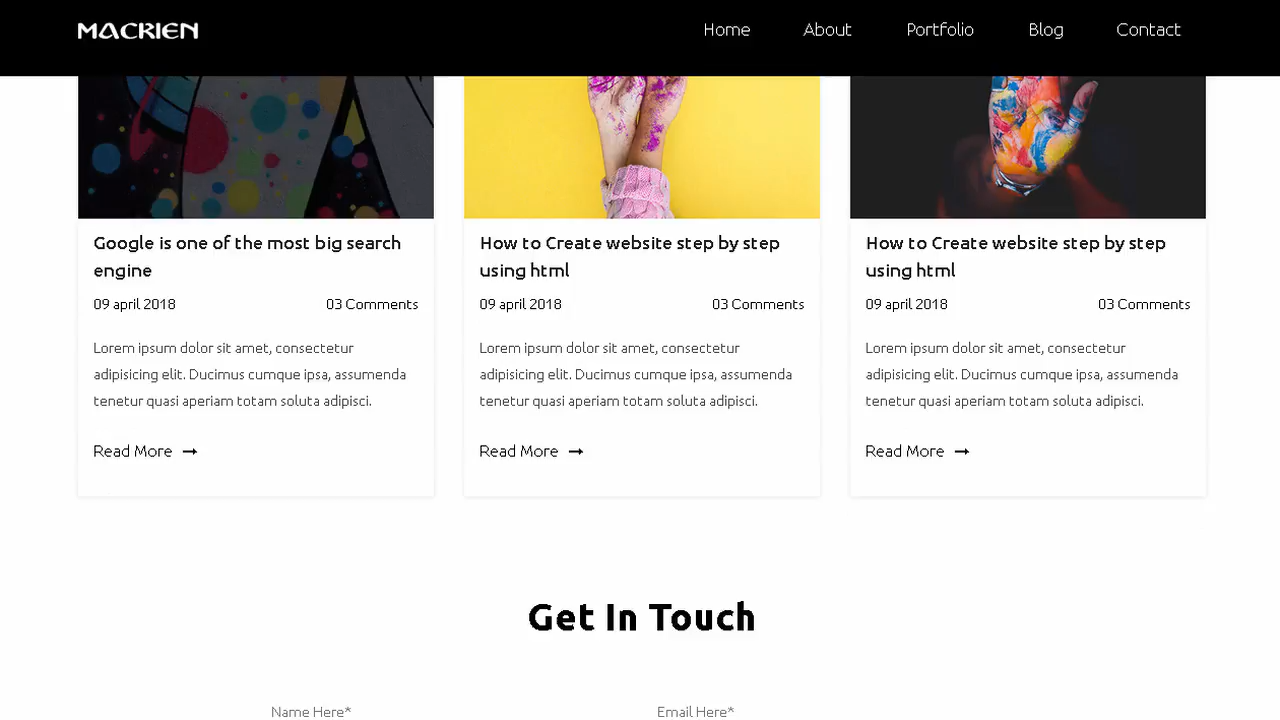 MACRIEN
Home About Portfolio Blog Contact
Google is one of the most big search
engine
09 april 2018 03 Comments
Lorem ipsum dolor sit amet, consectetur
adipisicing elit. Ducimus cumque ipsa, assumenda
tenetur quasi aperiam totam soluta adipisci.
Read More →
How to Create website step by step
using html
09 april 2018 03 Comments
Lorem ipsum dolor sit amet, consectetur
adipisicing elit. Ducimus cumque ipsa, assumenda
tenetur quasi aperiam totam soluta adipisci.
Read More →
How to Create website step by step
using html
09 april 2018 03 Comments
Lorem ipsum dolor sit amet, consectetur
adipisicing elit. Ducimus cumque ipsa, assumenda
tenetur quasi aperiam totam soluta adipisci.
Read More →
Get In Touch
Name Here* Email Here*